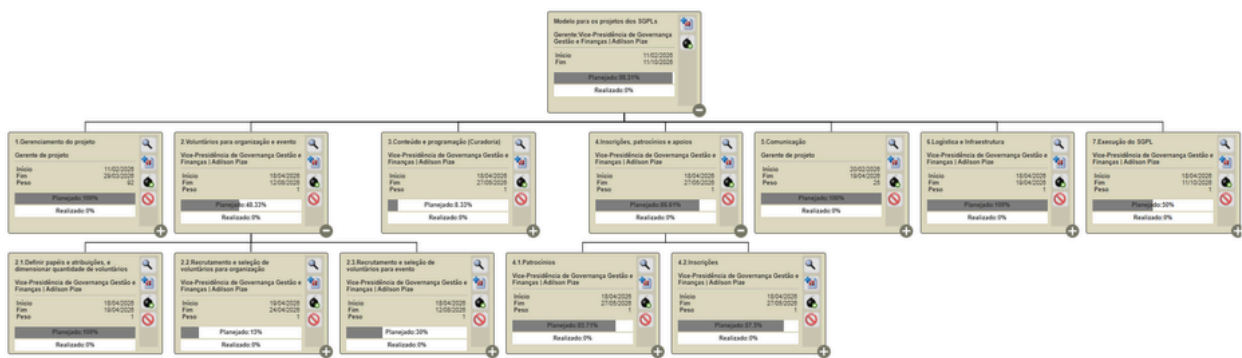 Modelo para os projetos dos SGPLs
Gerente:Vice-Presidência de Governança
Gestão e Finanças | Adilson Pize
Início 11/02/2026
Fim 11/10/2026
Planejado:98.31%
Realizado:0%
1.Gerenciamento do projeto
Gerente de projeto
Início 11/02/2026
Fim 29/03/2026
Peso 92
Planejado:100%
Realizado:0%
2.Voluntários para organização e evento
Vice-Presidência de Governança Gestão e
Finanças | Adilson Pize
Início 18/04/2026
Fim 12/08/2026
Peso 1
Planejado:48.33%
Realizado:0%
3.Conteúdo e programação (Curadoria)
Vice-Presidência de Governança Gestão e
Finanças | Adilson Pize
Início 18/04/2026
Fim 27/05/2026
Peso 1
Planejado:8.33%
Realizado:0%
4.Inscrições, patrocínios e apoios
Vice-Presidência de Governança Gestão e
Finanças | Adilson Pize
Início 18/04/2026
Fim 27/05/2026
Peso 1
Realizado:0%
5.Comunicação
Gerente de projeto
Início 20/02/2026
Fim 19/04/2026
Peso 25
Planejado:100%
Realizado:0%
6.Logística e Infraestrutura
Vice-Presidência de Governança Gestão e
Finanças | Adilson Pize
Início 18/04/2026
Fim 19/04/2026
Peso 1
Planejado:100%
Realizado:0%
7.Execução do SGPL
Vice-Presidência de Governança Gestão e
Finanças | Adilson Pize
Início 18/04/2026
Fim 11/10/2026
Peso 1
Planejado:50%
Realizado:0%
2.1.Definir papéis e atribuições, e
dimensionar quantidade de voluntários
Vice-Presidência de Governança Gestão e
Finanças | Adilson Pize
Início 18/04/2026
Fim 19/04/2026
Peso 1
Planejado:100%
Realizado:0%
2.2.Recrutamento e seleção de
voluntários para organização
Vice-Presidência de Governança Gestão e
Finanças | Adilson Pize
Início 19/04/2026
Fim 24/04/2026
Peso 1
Planejado:15%
Realizado:0%
2.3.Recrutamento e seleção de
voluntários para evento
Vice-Presidência de Governança Gestão e
Finanças | Adilson Pize
Início 18/04/2026
Fim 12/08/2026
Peso 1
Planejado:30%
Realizado:0%
4.1.Patrocínios
Vice-Presidência de Governança Gestão e
Finanças | Adilson Pize
Início 18/04/2026
Fim 27/05/2026
Peso 1
Planejado:85.71%
Realizado:0%
4.2.Inscrições
Vice-Presidência de Governança Gestão e
Finanças | Adilson Pize
Início 18/04/2026
Fim 27/05/2026
Peso 1
Planejado:87.5%
Realizado:0%